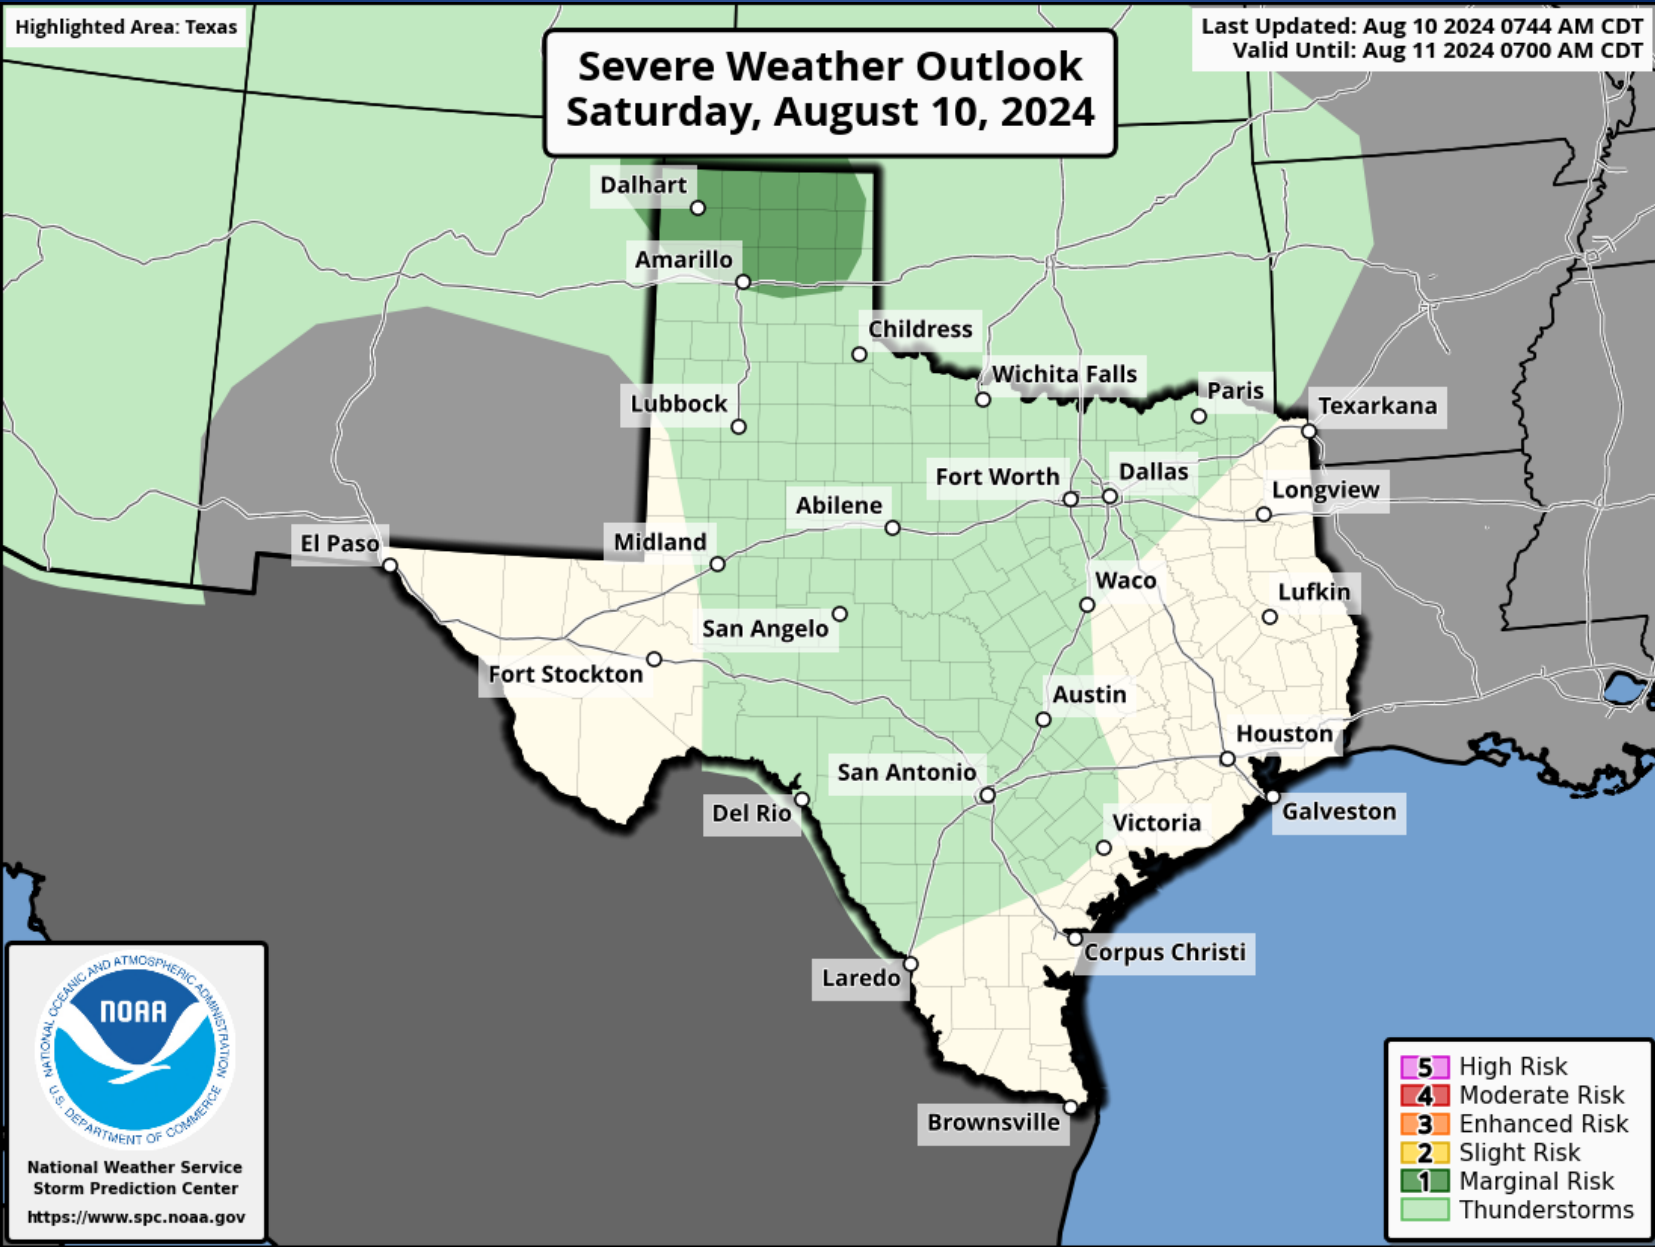 Highlighted Area: Texas
Last Updated: Aug 10 2024 0744 AM CDT
Valid Until: Aug 11 2024 0700 AM CDT
Severe Weather Outlook
Saturday, August 10, 2024
Dalhart
Amarillo
Childress
Wichita Falls
Paris
Texarkana
Lubbock
Fort Worth
Dallas
Longview
Abilene
El Paso
Midland
Waco
Lufkin
San Angelo
Fort Stockton
Austin
Houston
San Antonio
Del Rio
Victoria
Galveston
Corpus Christi
Laredo
Brownsville
NATIONAL OCEANIC AND ATMOSPHERIC ADMINISTRATION
NOAA
U.S. DEPARTMENT OF COMMERCE
National Weather Service
Storm Prediction Center
https://www.spc.noaa.gov
5 High Risk
4 Moderate Risk
3 Enhanced Risk
2 Slight Risk
1 Marginal Risk
Thunderstorms